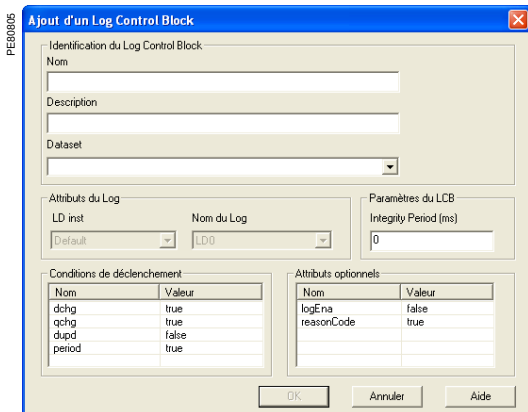 PE80805
Ajout d'un Log Control Block
Identification du Log Control Block
Nom
Description
Dataset
Attributs du Log
LD inst
Nom du Log
Default
LD0
Paramètres du LCB
Integrity Period (ms)
0
Conditions de déclenchement
Nom Valeur
dchg true
qchg true
dupd false
period true
Attributs optionnels
Nom Valeur
logEna false
reasonCode true
OK
Annuler
Aide